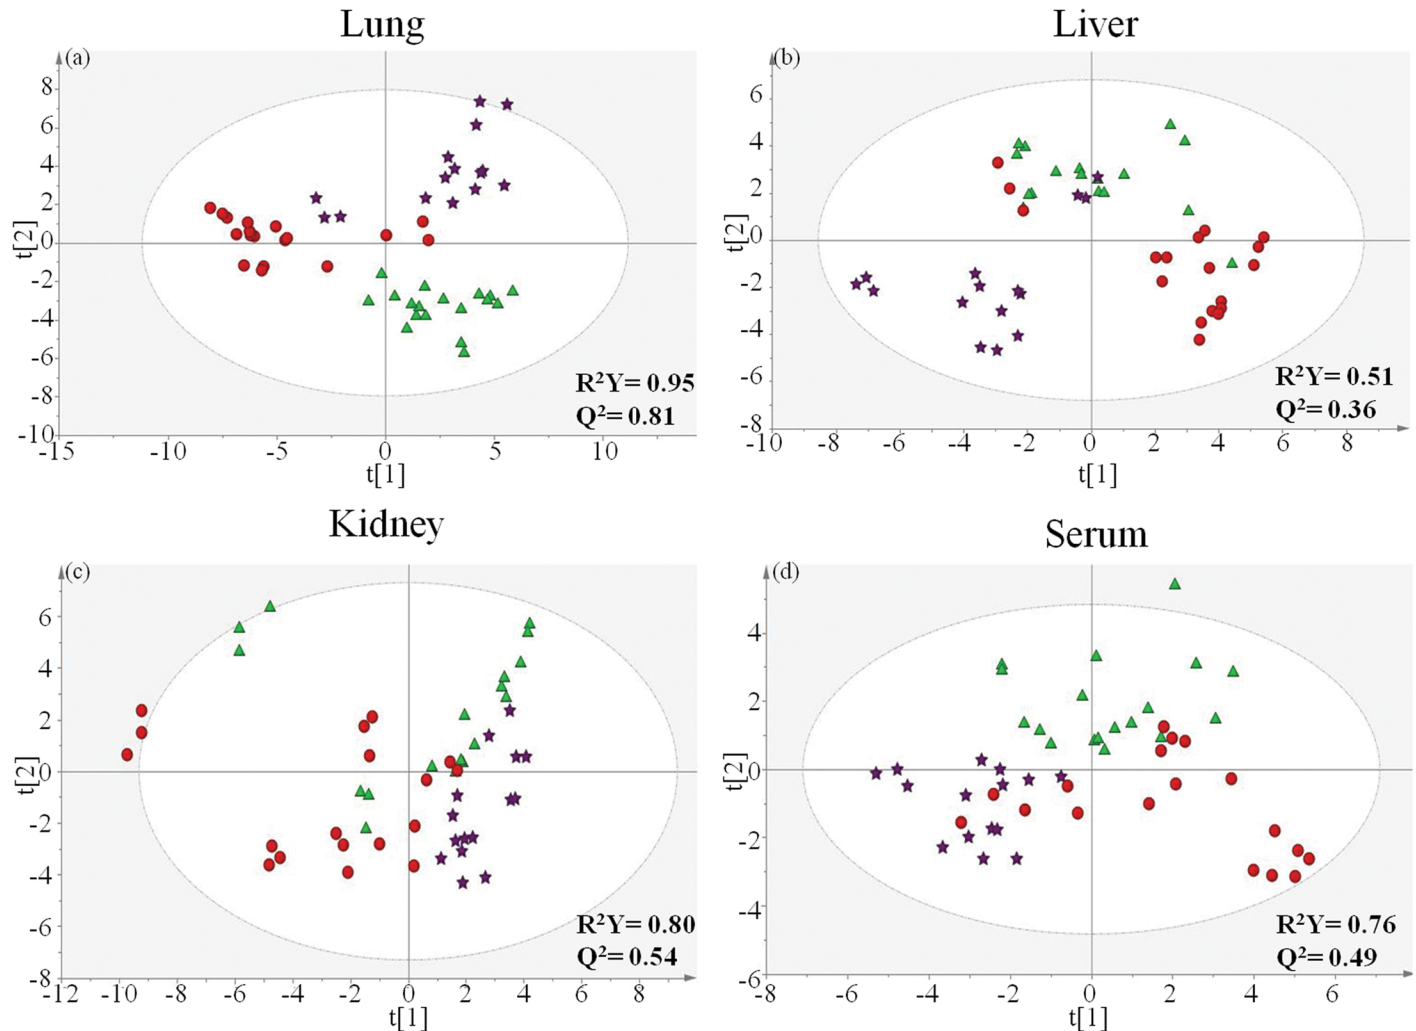 Lung
(a)
8
6
4
2
0
-2
-4
-6
-8
-10
t[2]
-15
-10
-5
0
5
10
t[1]
R²Y= 0.95
Q²= 0.81
Liver
(b)
6
4
2
0
-2
-4
-6
-8
t[2]
-10
-8
-6
-4
-2
0
2
4
6
8
t[1]
R²Y= 0.51
Q²= 0.36
Kidney
(c)
6
4
2
0
-2
-4
-6
-8
t[2]
-12
-10
-8
-6
-4
-2
0
2
4
6
8
t[1]
R²Y= 0.80
Q²= 0.54
Serum
(d)
4
2
0
-2
-4
-6
t[2]
-8
-6
-4
-2
0
2
4
6
t[1]
R²Y= 0.76
Q²= 0.49